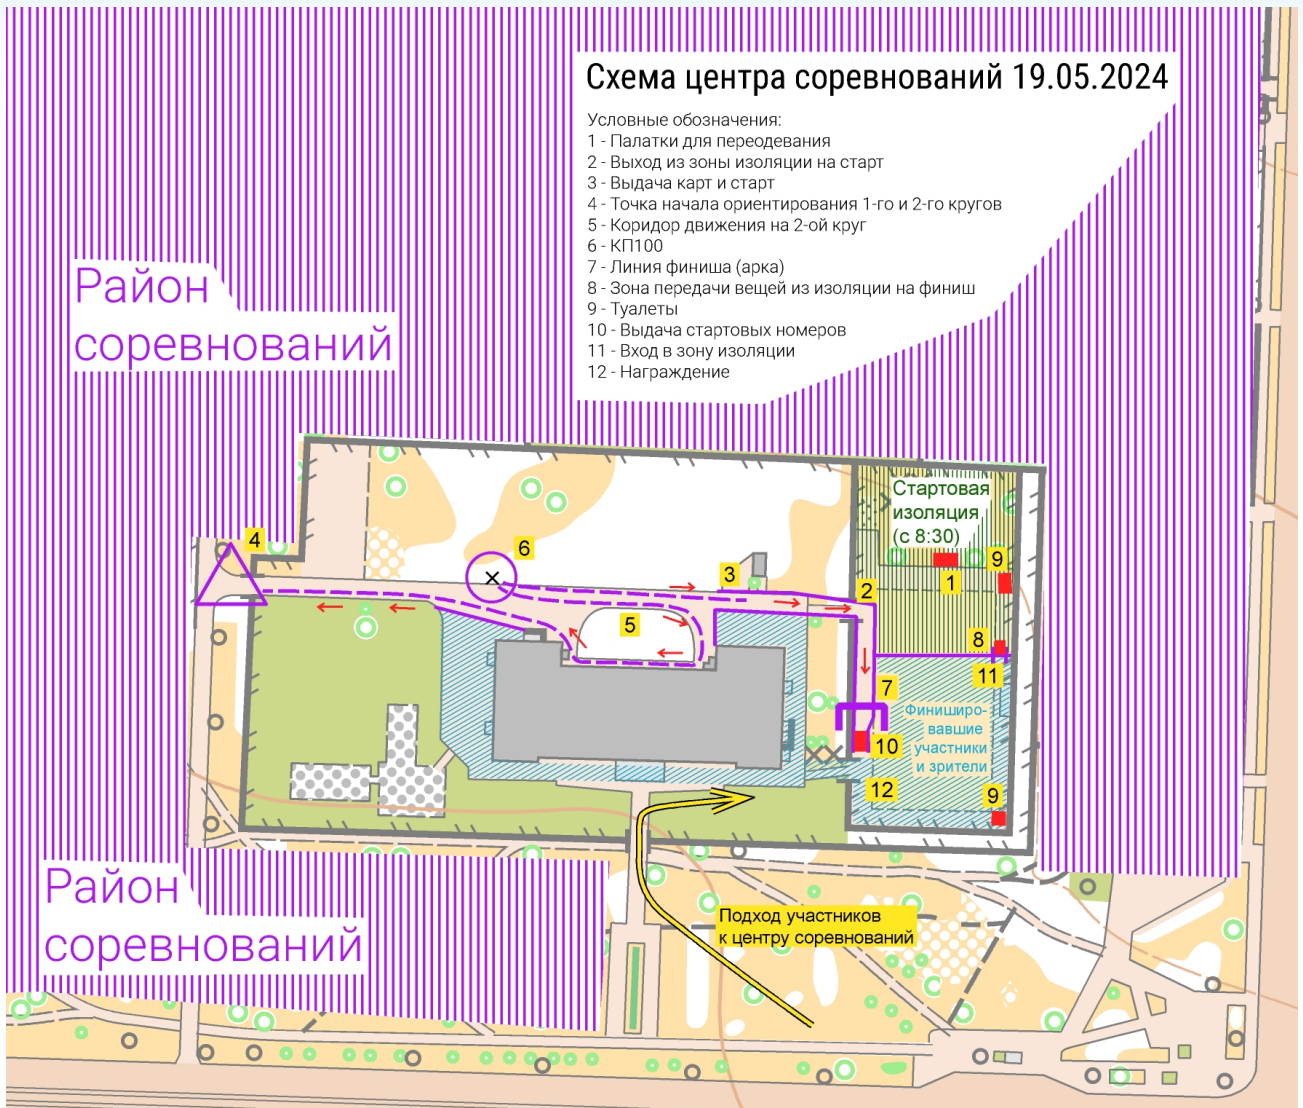 Схема центра соревнований 19.05.2024
Условные обозначения:
1 - Палатки для переодевания
2 - Выход из зоны изоляции на старт
3 - Выдача карт и старт
4 - Точка начала ориентирования 1-го и 2-го кругов
5 - Коридор движения на 2-ой круг
6 - КП100
7 - Линия финиша (арка)
8 - Зона передачи вещей из изоляции на финиш
9 - Туалеты
10 - Выдача стартовых номеров
11 - Вход в зону изоляции
12 - Награждение
Район
соревнований
Стартовая
изоляция
(с 8:30)
4
6
3
9
1
2
5
8
11
7
Финиширо-
вавшие
участники
и зрители
10
12
9
Район
соревнований
Подход участников
к центру соревнований